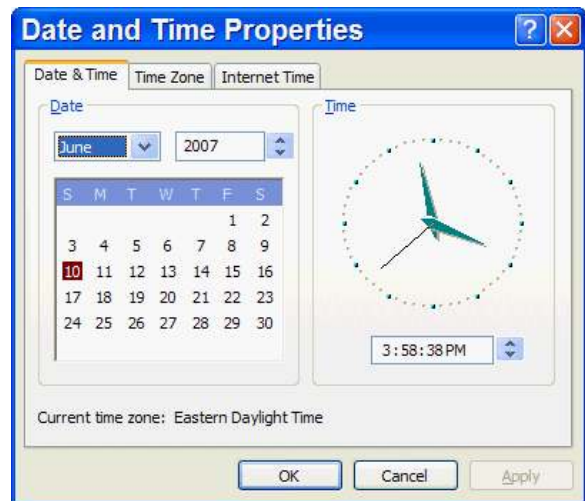 Date and Time Properties
Date & Time Time Zone Internet Time
Date
June 2007
S M T W T F S
1 2
3 4 5 6 7 8 9
10 11 12 13 14 15 16
17 18 19 20 21 22 23
24 25 26 27 28 29 30
Time
3:58:38 PM
Current time zone: Eastern Daylight Time
OK Cancel Apply